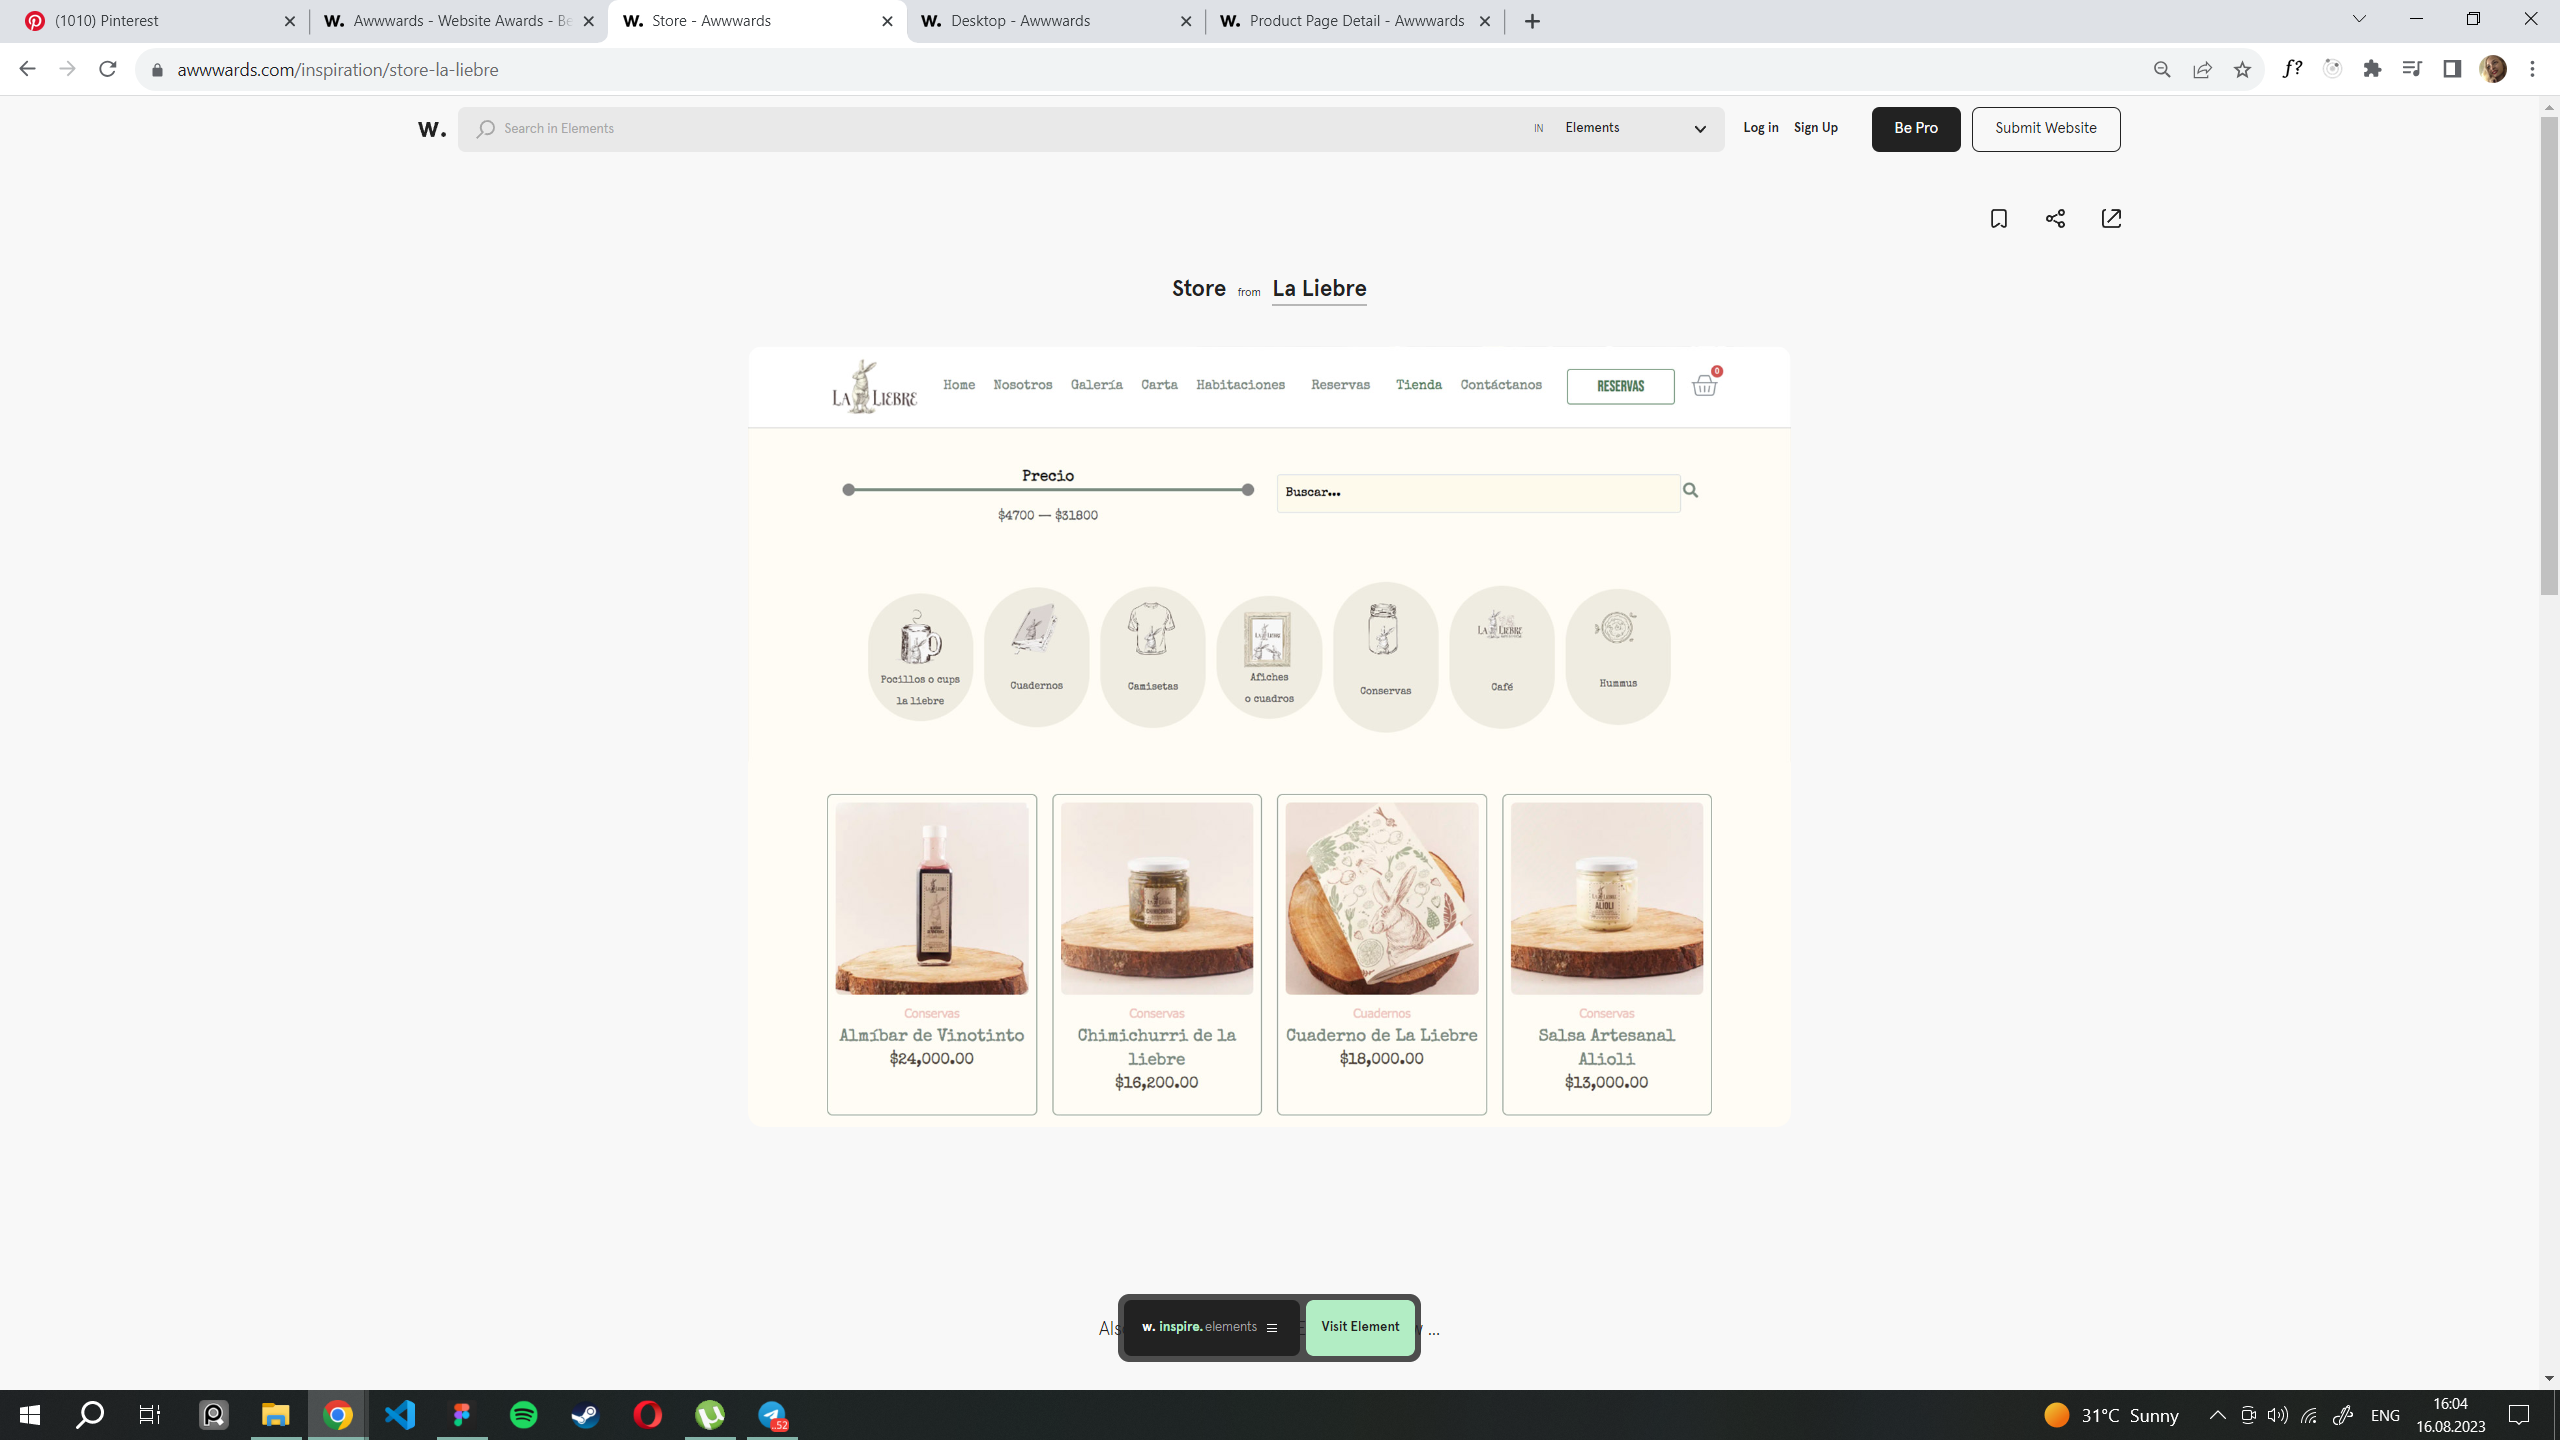 (1010) Pinterest
W. Awwwards - Website Awards - Be
W. Store - Awwwards
W. Desktop - Awwwards
W. Product Page Detail - Awwwards
awwwards.com/inspiration/store-la-liebre
f?
W.
Search in Elements
IN
Elements
Log in
Sign Up
Be Pro
Submit Website
Store from La Liebre
LA LIEBRE
Home
Nosotros
Galería
Carta
Habitaciones
Reservas
Tienda
Contáctanos
RESERVAS
0
Precio
$4700 — $31800
Buscar...
Pocillos o cups
la liebre
Cuadernos
Camisetas
Afiches
o cuadros
Conservas
LA LIEBRE
Café
Hummus
CHIMICHURRI
ALIOLI
Conservas
Almíbar de Vinotinto
$24,000.00
Conservas
Chimichurri de la
liebre
$16,200.00
Cuadernos
Cuaderno de La Liebre
$18,000.00
Conservas
Salsa Artesanal
Alioli
$13,000.00
w. inspire. elements
Visit Element
...
..52
31°C Sunny
ENG
16:04
16.08.2023